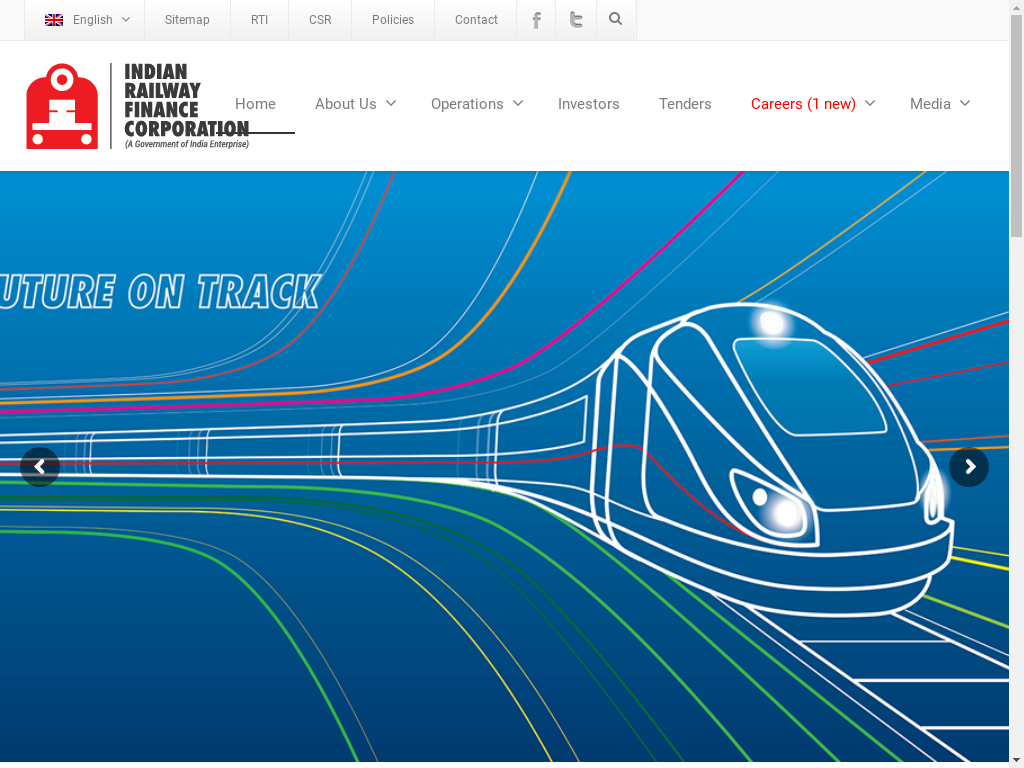 English
Sitemap
RTI
CSR
Policies
Contact
INDIAN
RAILWAY
FINANCE
CORPORATION
(A Government of India Enterprise)
Home
About Us
Operations
Investors
Tenders
Careers (1 new)
Media
UTURE ON TRACK